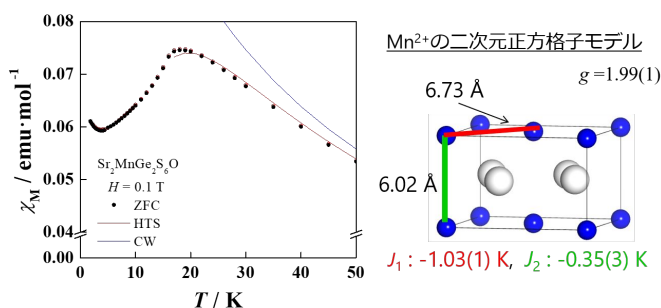 0.08
0.07
0.06
0.05
0.04
0.00
χM / emu·mol⁻¹
Sr₂MnGe₂S₆O
H = 0.1 T
ZFC
HTS
CW
0 10 20 30 40 50
T / K
Mn²⁺の二次元正方格子モデル
g =1.99(1)
6.73 Å
6.02 Å
J₁ : -1.03(1) K, J₂ : -0.35(3) K